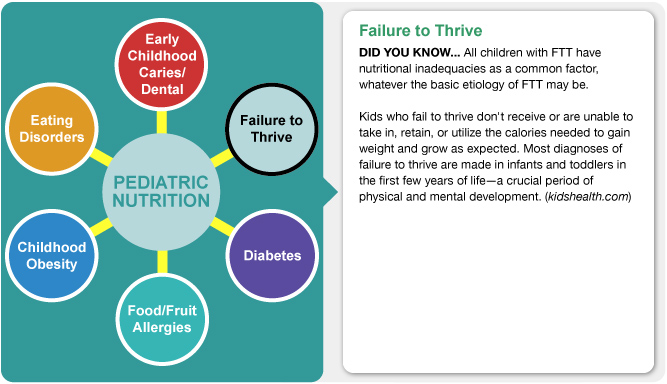 Early
Childhood
Caries/
Dental
Failure to
Thrive
Diabetes
Food/Fruit
Allergies
Childhood
Obesity
Eating
Disorders
PEDIATRIC
NUTRITION
Failure to Thrive
DID YOU KNOW... All children with FTT have
nutritional inadequacies as a common factor,
whatever the basic etiology of FTT may be.
Kids who fail to thrive don't receive or are unable to
take in, retain, or utilize the calories needed to gain
weight and grow as expected. Most diagnoses of
failure to thrive are made in infants and toddlers in
the first few years of life—a crucial period of
physical and mental development. (kidshealth.com)